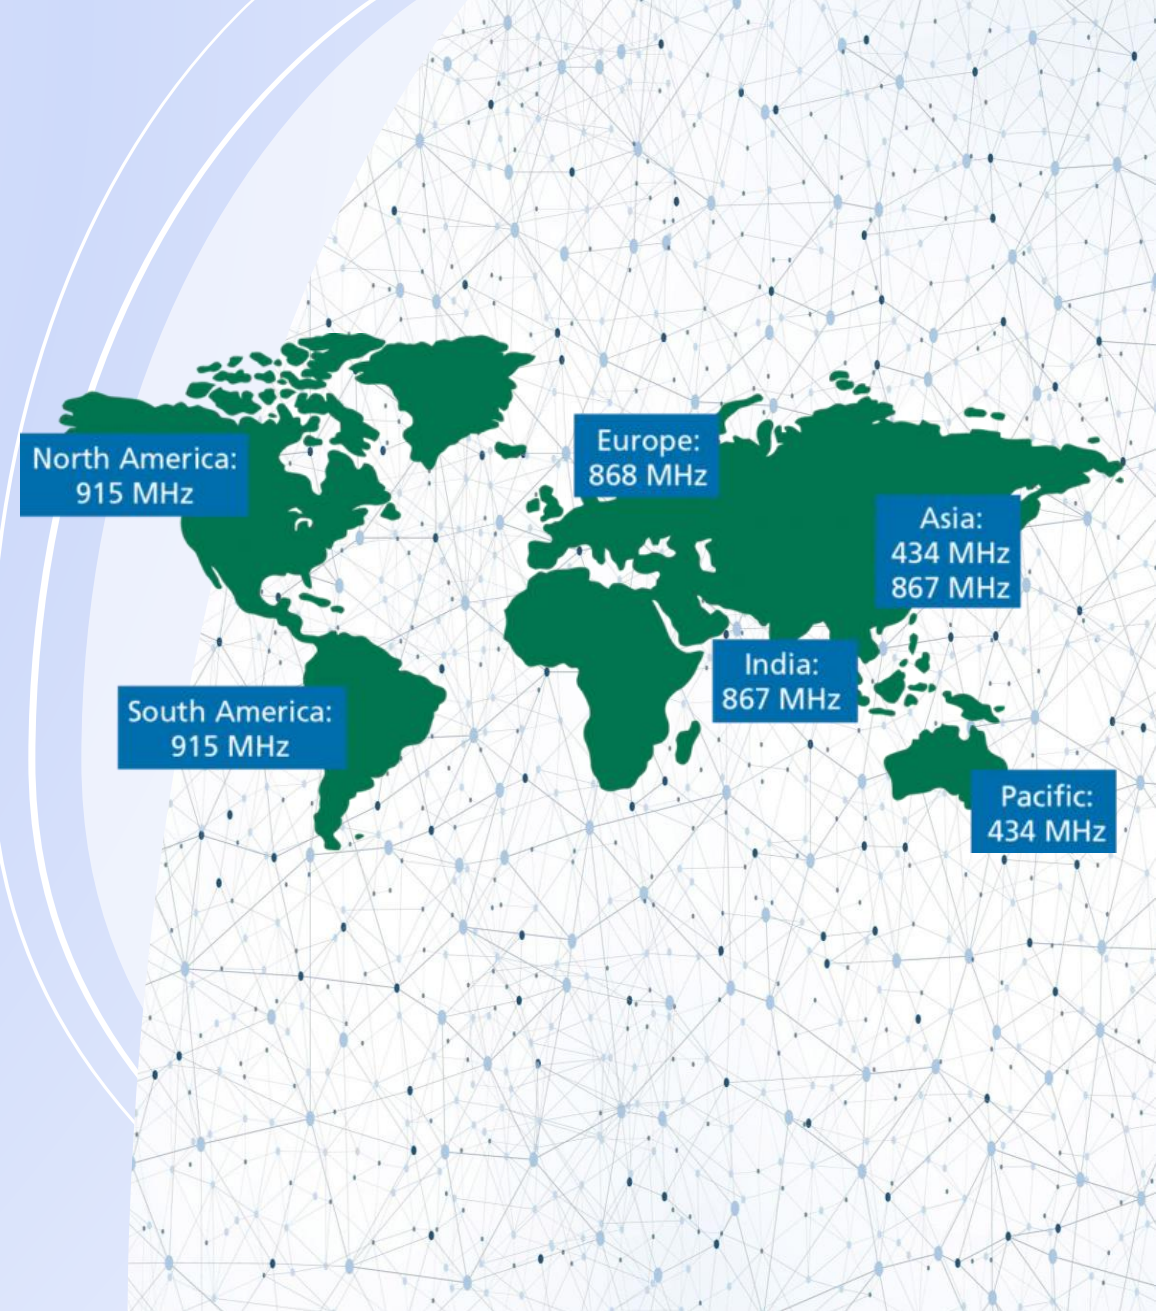 North America:
915 MHz
Europe:
868 MHz
Asia:
434 MHz
867 MHz
India:
867 MHz
South America:
915 MHz
Pacific:
434 MHz